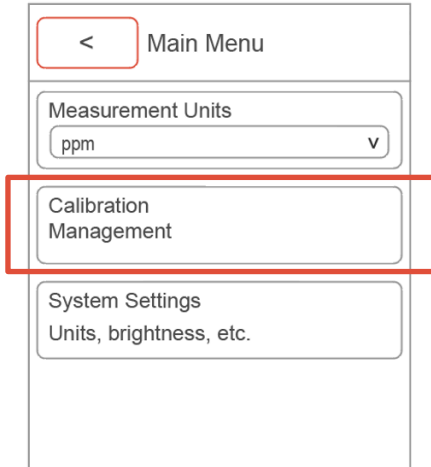 < Main Menu
Measurement Units
ppm v
Calibration
Management
System Settings
Units, brightness, etc.